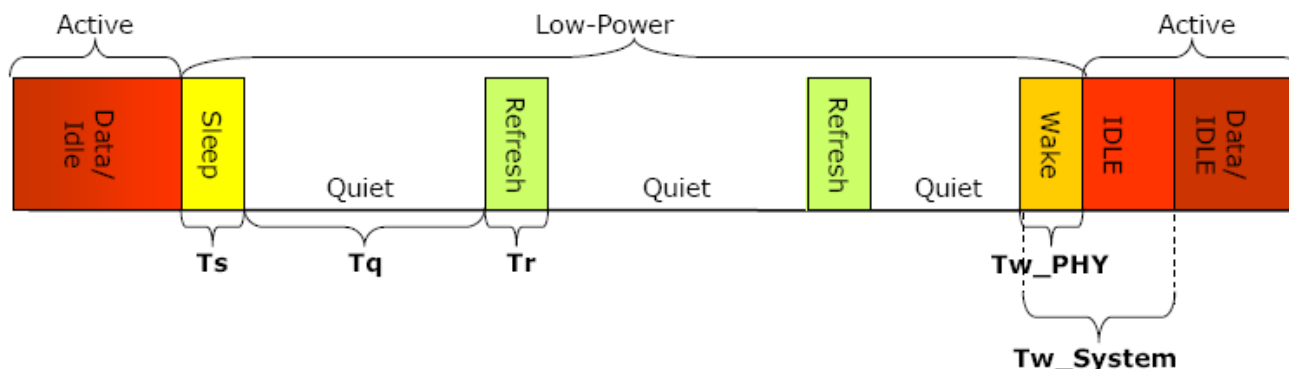 Active
Low-Power
Active
Data/
Idle
Sleep
Quiet
Refresh
Quiet
Refresh
Quiet
Wake
IDLE
Data/
IDLE
Ts
Tq
Tr
Tw_PHY
Tw_System